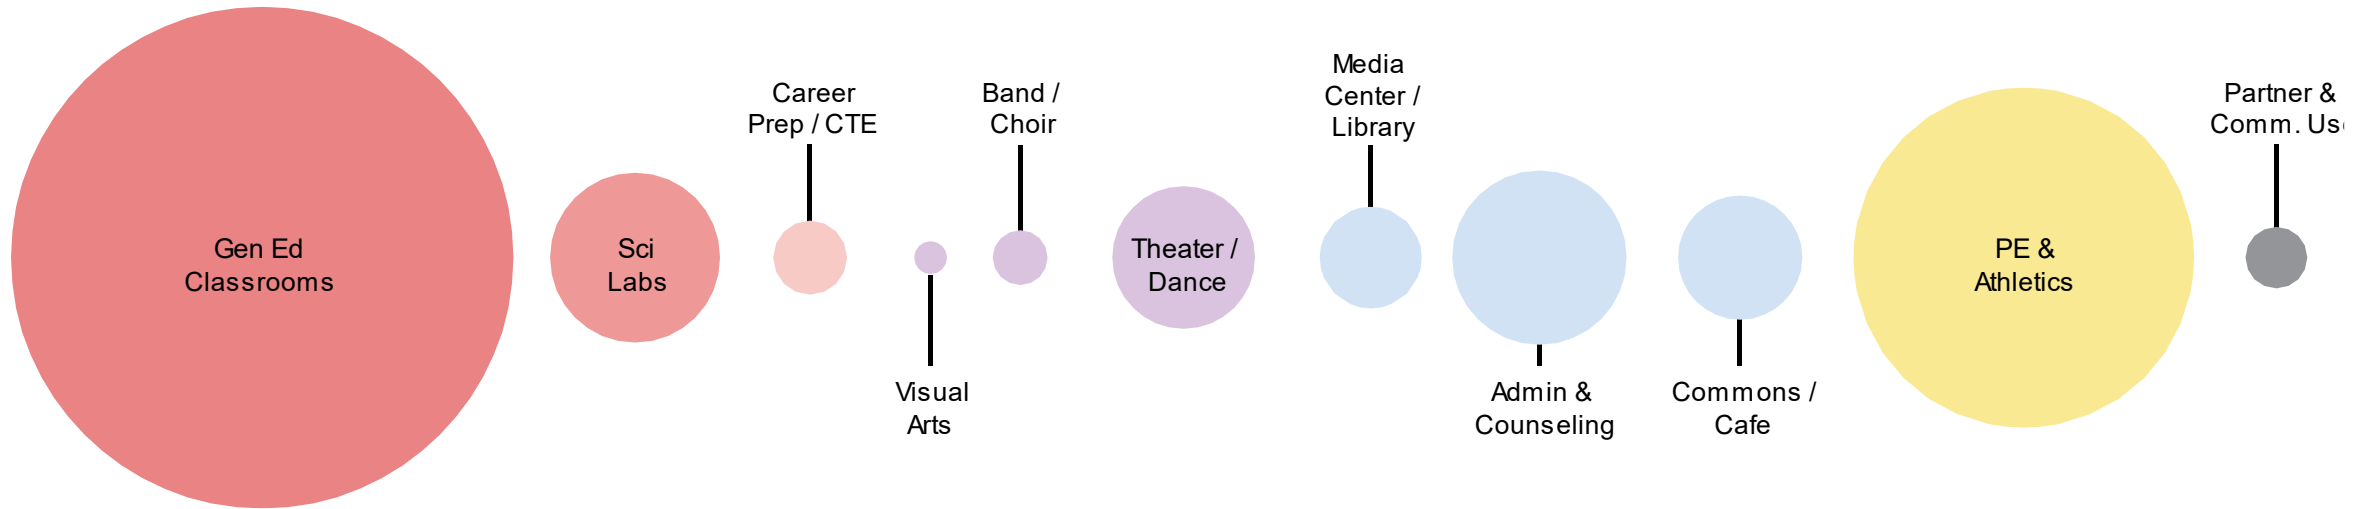 Gen Ed
Classrooms
Sci
Labs
Career
Prep / CTE
Visual
Arts
Band /
Choir
Theater /
Dance
Media
Center /
Library
Admin &
Counseling
Commons /
Cafe
PE &
Athletics
Partner &
Comm. Use